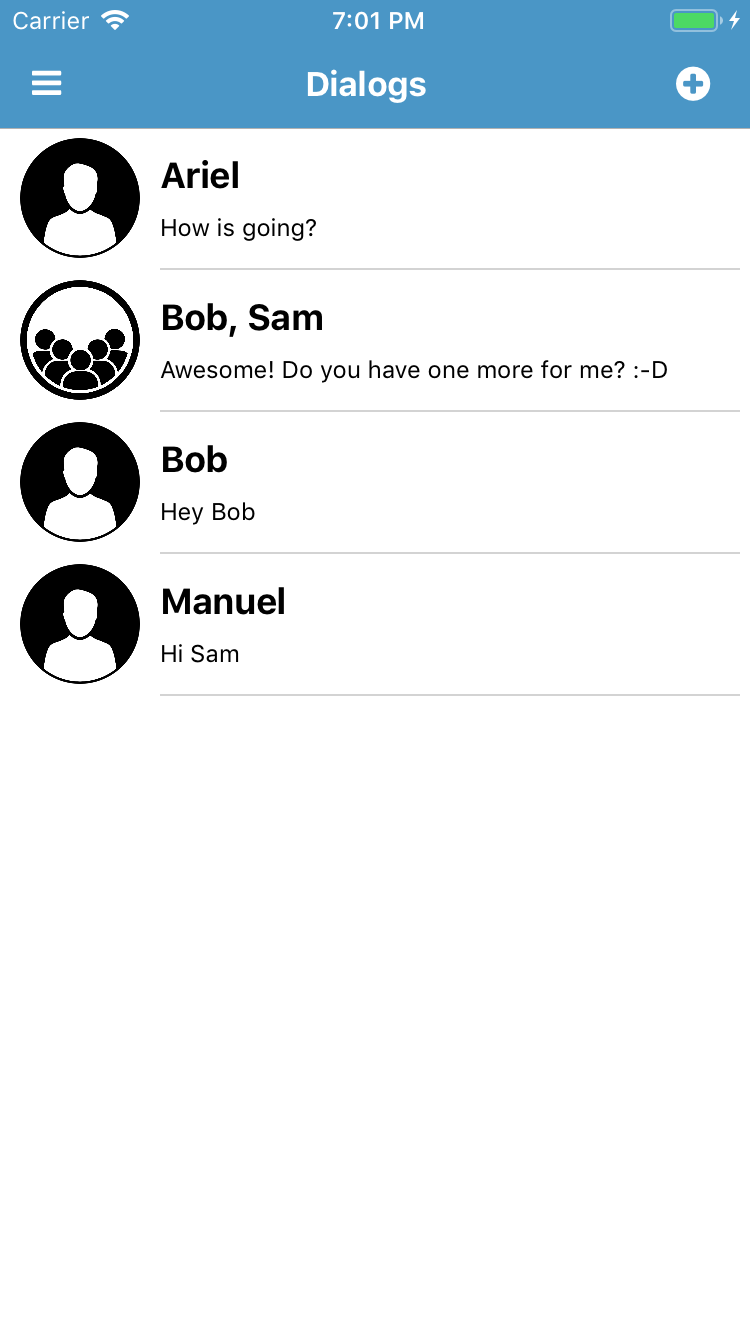 Carrier 7:01 PM
Dialogs
Ariel
How is going?
Bob, Sam
Awesome! Do you have one more for me? :-D
Bob
Hey Bob
Manuel
Hi Sam